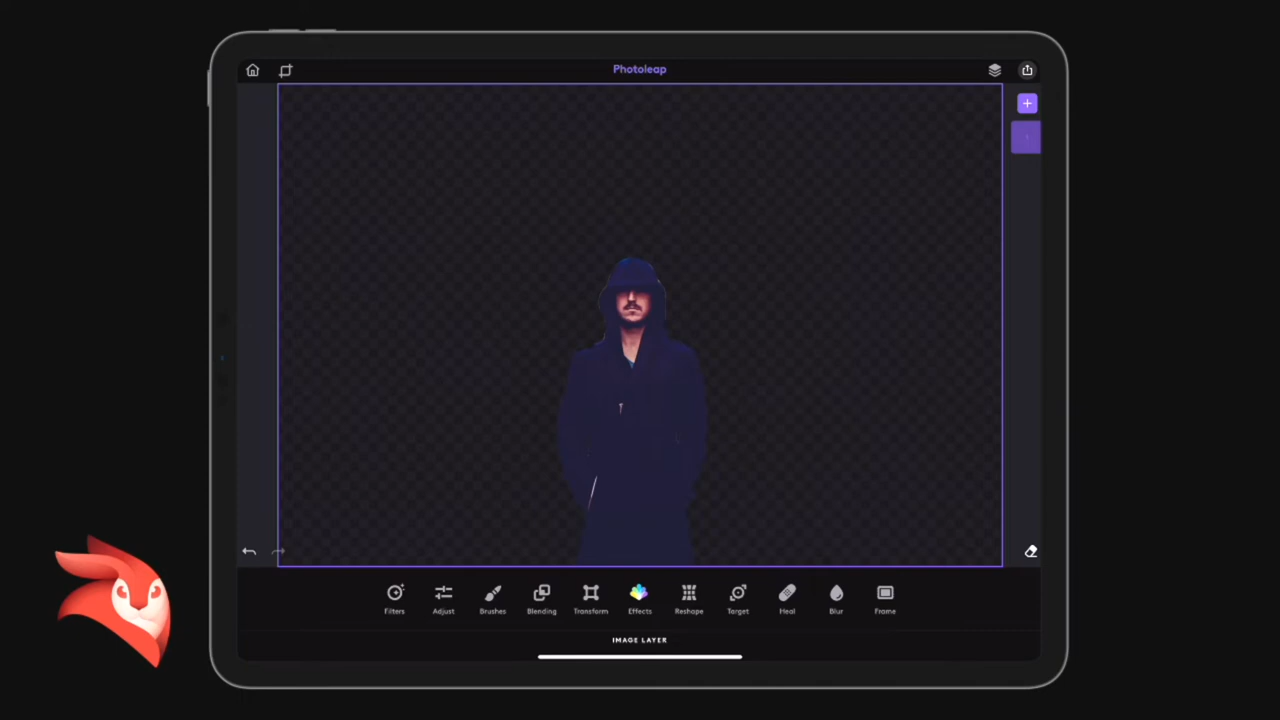 Photoleap
Filters Adjust Brushes Blending Transform Effects Reshape Target Heal Blur Frame
IMAGE LAYER